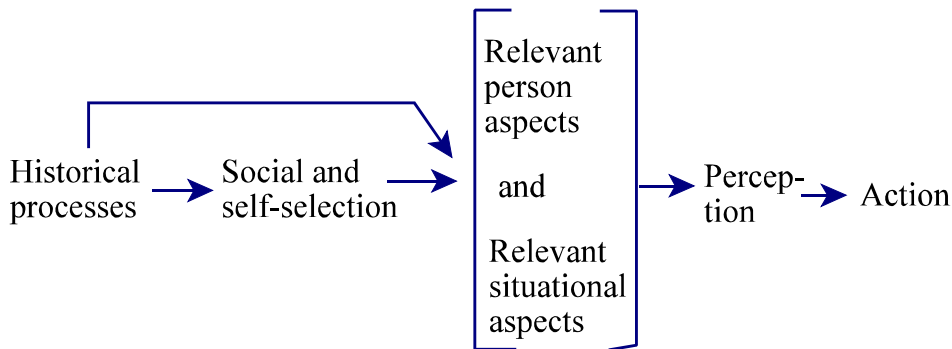 Historical
processes
Social and
self-selection
Relevant
person
aspects
and
Relevant
situational
aspects
Percep-
tion
Action